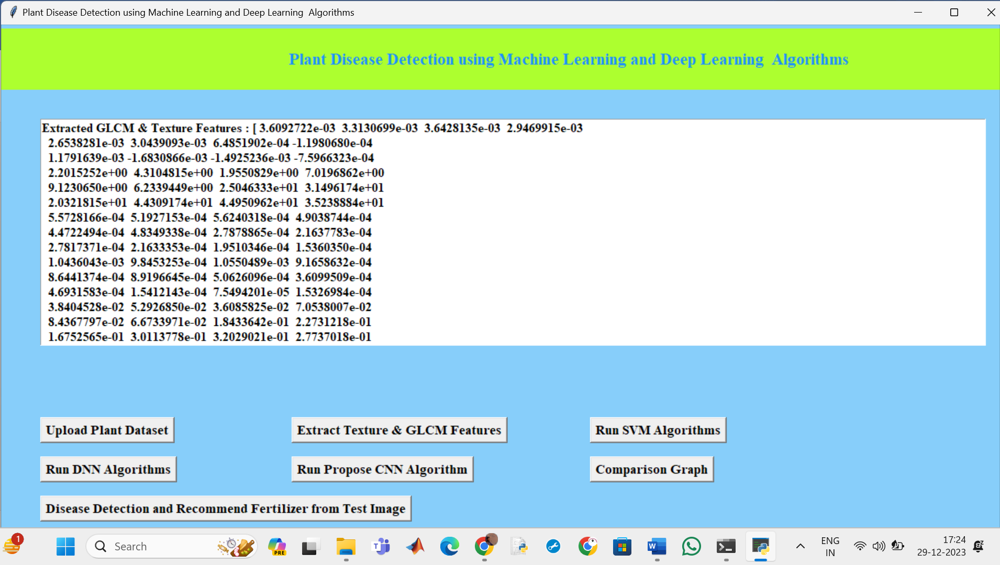 Plant Disease Detection using Machine Learning and Deep Learning  Algorithms
Plant Disease Detection using Machine Learning and Deep Learning  Algorithms
Extracted GLCM & Texture Features : [ 3.6092722e-03  3.3130699e-03  3.6428135e-03  2.9469915e-03
2.6538281e-03  3.0439093e-03  6.4851902e-04 -1.1980680e-04
1.1791639e-03 -1.6830866e-03 -1.4925236e-03 -7.5966323e-04
2.2015252e+00  4.3104815e+00  1.9550829e+00  7.0196862e+00
9.1230650e+00  6.2339449e+00  2.5046333e+01  3.1496174e+01
2.0321815e+01  4.4309174e+01  4.4950962e+01  3.5238884e+01
5.5728166e-04  5.1927153e-04  5.6240318e-04  4.9038744e-04
4.4722494e-04  4.8349338e-04  2.7878865e-04  2.1637783e-04
2.7817371e-04  2.1633353e-04  1.9510346e-04  1.5360350e-04
1.0436043e-03  9.8453253e-04  1.0550489e-03  9.1658632e-04
8.6441374e-04  8.9196645e-04  5.0626096e-04  3.6099509e-04
4.6931583e-04  1.5412143e-04  7.5494201e-05  1.5326984e-04
3.8404528e-02  5.2926850e-02  3.6085825e-02  7.0538007e-02
8.4367797e-02  6.6733971e-02  1.8433642e-01  2.2731218e-01
1.6752565e-01  3.0113778e-01  3.2029021e-01  2.7737018e-01
Upload Plant Dataset
Extract Texture & GLCM Features
Run SVM Algorithms
Run DNN Algorithms
Run Propose CNN Algorithm
Comparison Graph
Disease Detection and Recommend Fertilizer from Test Image
1
Search
PRE
T
W
ENG
IN
17:24
29-12-2023